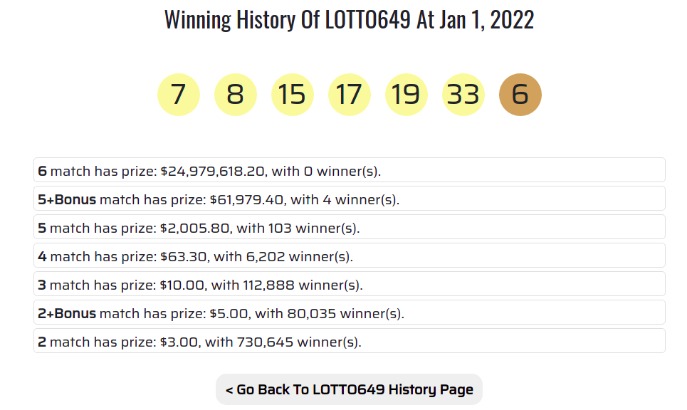 Winning History Of LOTTO649 At Jan 1, 2022
7 8 15 17 19 33 6
6 match has prize: $24,979,618.20, with 0 winner(s).
5+Bonus match has prize: $61,979.40, with 4 winner(s).
5 match has prize: $2,005.80, with 103 winner(s).
4 match has prize: $63.30, with 6,202 winner(s).
3 match has prize: $10.00, with 112,888 winner(s).
2+Bonus match has prize: $5.00, with 80,035 winner(s).
2 match has prize: $3.00, with 730,645 winner(s).
< Go Back To LOTTO649 History Page